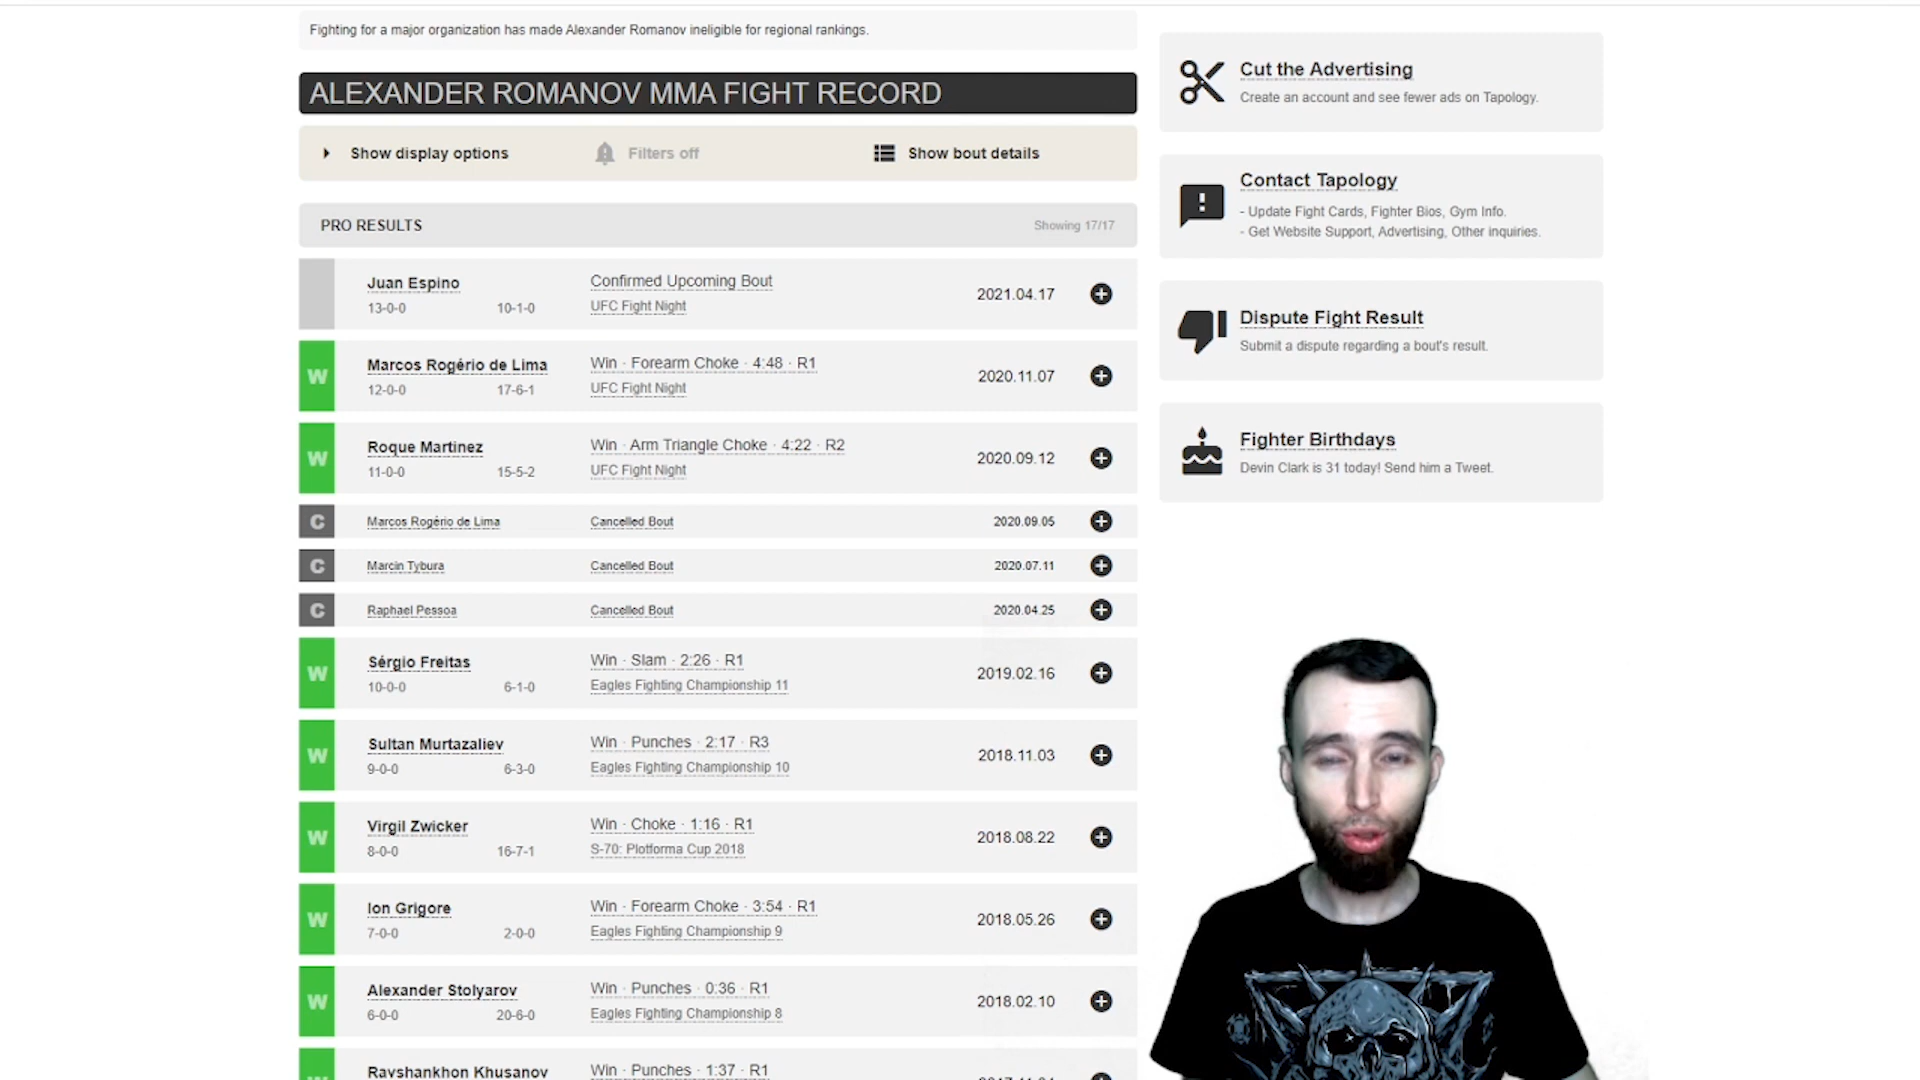 Fighting for a major organization has made Alexander Romanov ineligible for regional rankings.
ALEXANDER ROMANOV MMA FIGHT RECORD
Show display options
Filters off
Show bout details
PRO RESULTS
Showing 17/17
Juan Espino
13-0-0 10-1-0
Confirmed Upcoming Bout
UFC Fight Night
2021.04.17
W
Marcos Rogério de Lima
12-0-0 17-6-1
Win · Forearm Choke · 4:48 · R1
UFC Fight Night
2020.11.07
W
Roque Martinez
11-0-0 15-5-2
Win · Arm Triangle Choke · 4:22 · R2
UFC Fight Night
2020.09.12
C Marcos Rogério de Lima Cancelled Bout 2020.09.05
C Marcin Tybura Cancelled Bout 2020.07.11
C Raphael Pessoa Cancelled Bout 2020.04.25
W
Sérgio Freitas
10-0-0 6-1-0
Win · Slam · 2:26 · R1
Eagles Fighting Championship 11
2019.02.16
W
Sultan Murtazaliev
9-0-0 6-3-0
Win · Punches · 2:17 · R3
Eagles Fighting Championship 10
2018.11.03
W
Virgil Zwicker
8-0-0 16-7-1
Win · Choke · 1:16 · R1
S-70: Plotforma Cup 2018
2018.08.22
W
Ion Grigore
7-0-0 2-0-0
Win · Forearm Choke · 3:54 · R1
Eagles Fighting Championship 9
2018.05.26
W
Alexander Stolyarov
6-0-0 20-6-0
Win · Punches · 0:36 · R1
Eagles Fighting Championship 8
2018.02.10
Ravshankhon Khusanov
Win · Punches · 1:37 · R1
Cut the Advertising
Create an account and see fewer ads on Tapology.
Contact Tapology
- Update Fight Cards, Fighter Bios, Gym Info.
- Get Website Support, Advertising, Other inquiries.
Dispute Fight Result
Submit a dispute regarding a bout's result.
Fighter Birthdays
Devin Clark is 31 today! Send him a Tweet.